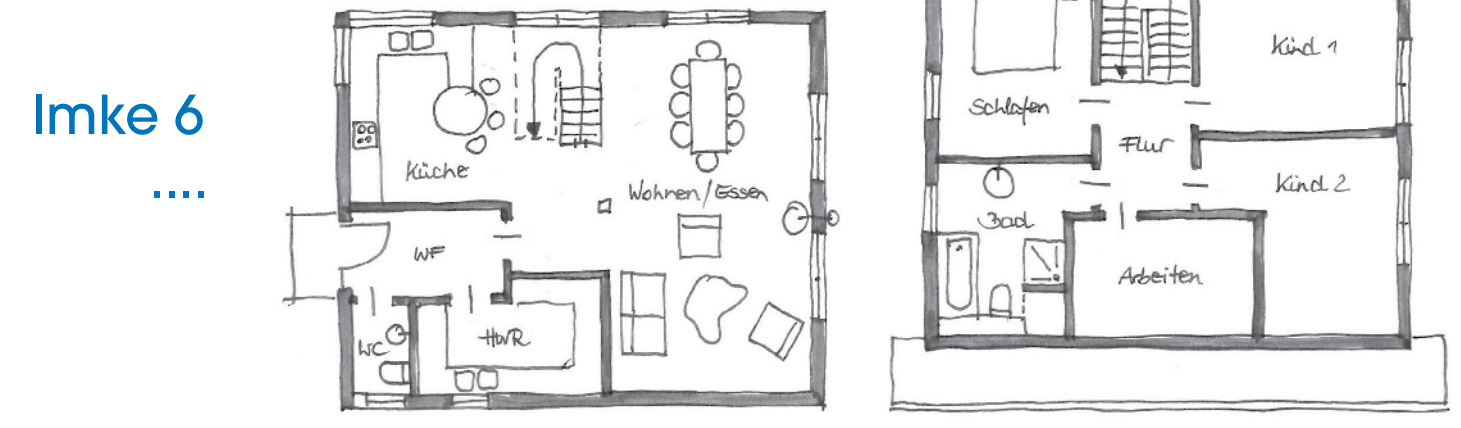 Imke 6
Küche
Wohnen/Essen
WF
WC
HWR
Schlafen
Kind 1
Flur
Kind 2
Bad
Arbeiten